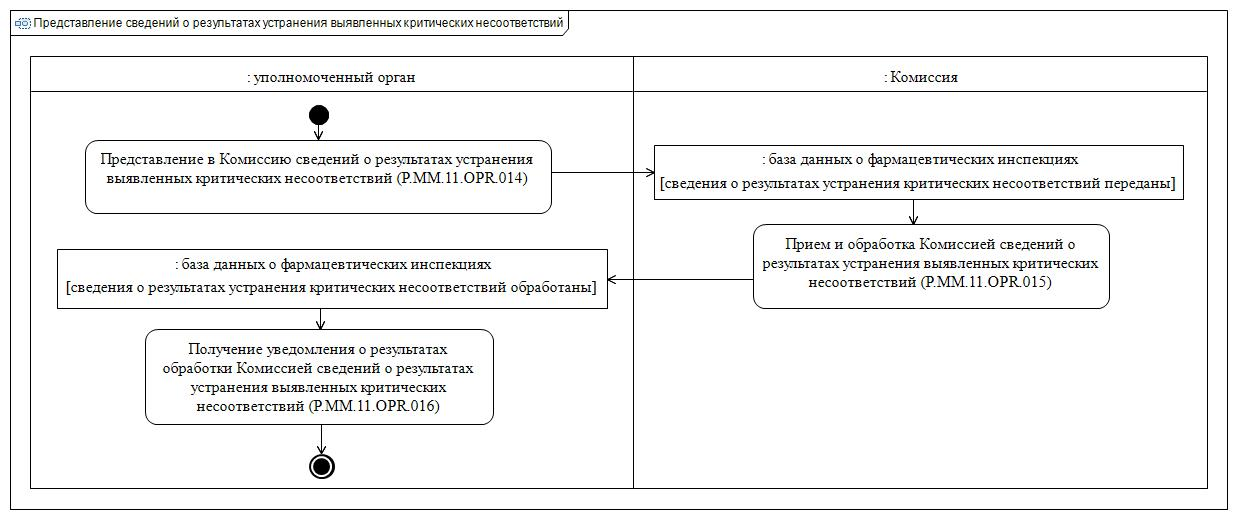 Представление сведений о результатах устранения выявленных критических несоответствий
: уполномоченный орган
: Комиссия
Представление в Комиссию сведений о результатах устранения
выявленных критических несоответствий (P.MM.11.OPR.014)
: база данных о фармацевтических инспекциях
[сведения о результатах устранения критических несоответствий переданы]
Прием и обработка Комиссией сведений о
результатах устранения выявленных критических
несоответствий (P.MM.11.OPR.015)
: база данных о фармацевтических инспекциях
[сведения о результатах устранения критических несоответствий обработаны]
Получение уведомления о результатах
обработки Комиссией сведений о результатах
устранения выявленных критических
несоответствий (P.MM.11.OPR.016)